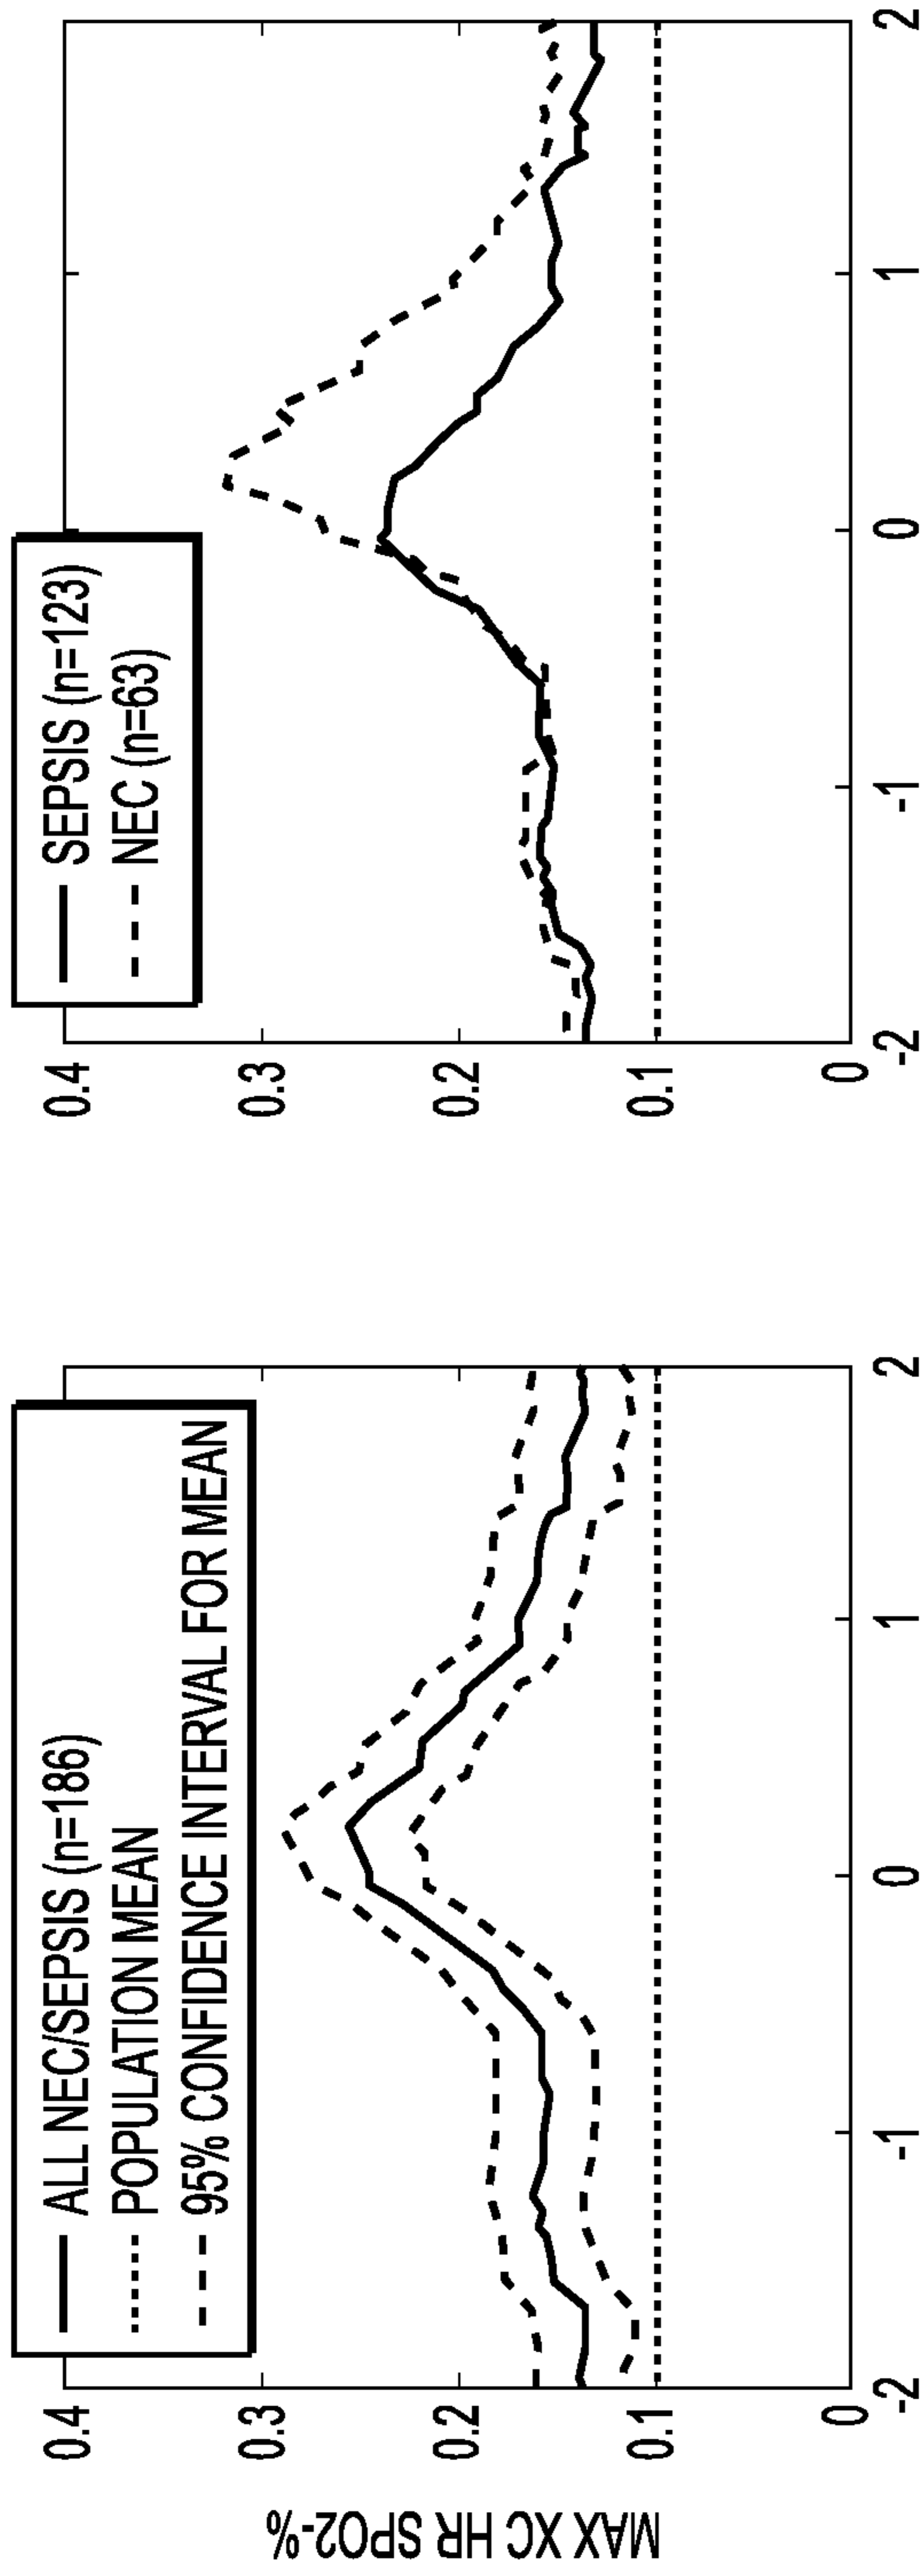 MAX XC HR SPO2-%
0.4
0.3
0.2
0.1
0
ALL NEC/SEPSIS (n=186)
POPULATION MEAN
95% CONFIDENCE INTERVAL FOR MEAN
-2 -1 0 1 2
0.4
0.3
0.2
0.1
0
SEPSIS (n=123)
NEC (n=63)
-2 -1 0 1 2